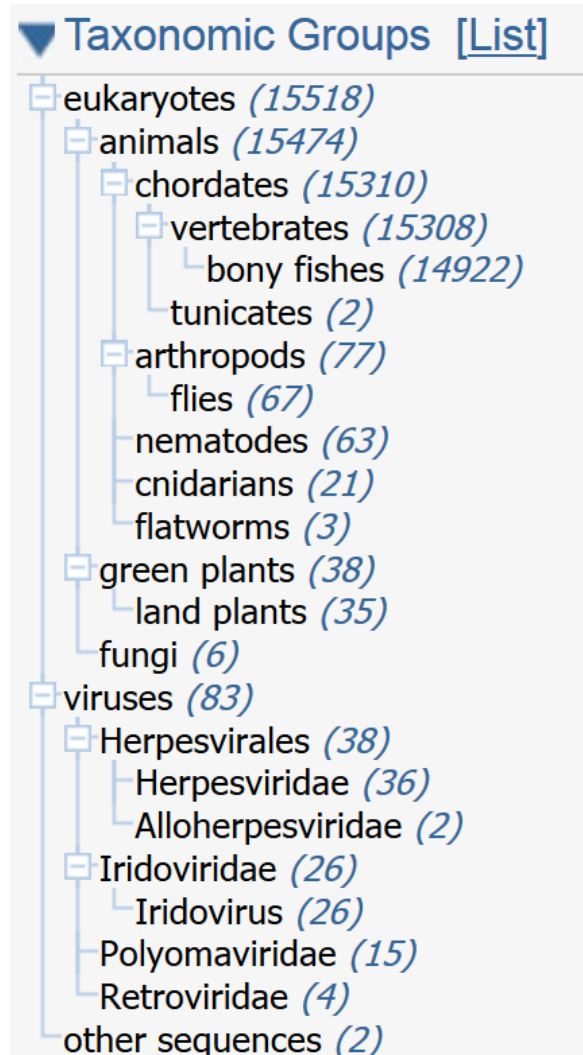 Taxonomic Groups [List]
eukaryotes (15518)
animals (15474)
chordates (15310)
vertebrates (15308)
bony fishes (14922)
tunicates (2)
arthropods (77)
flies (67)
nematodes (63)
cnidarians (21)
flatworms (3)
green plants (38)
land plants (35)
fungi (6)
viruses (83)
Herpesvirales (38)
Herpesviridae (36)
Alloherpesviridae (2)
Iridoviridae (26)
Iridovirus (26)
Polyomaviridae (15)
Retroviridae (4)
other sequences (2)